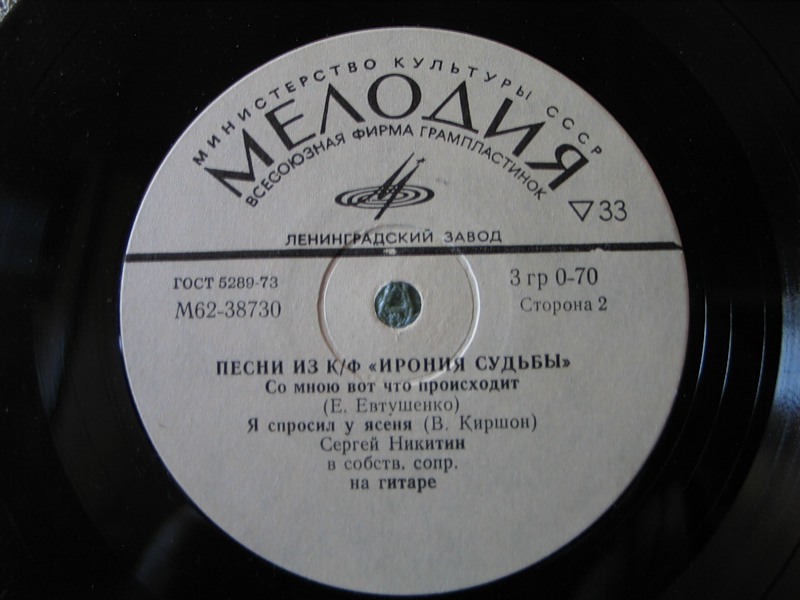 МИНИСТЕРСТВО КУЛЬТУРЫ СССР
МЕЛОДИЯ
ВСЕСОЮЗНАЯ ФИРМА ГРАМПЛАСТИНОК
▽33
ЛЕНИНГРАДСКИЙ ЗАВОД
ГОСТ 5289-73
3 гр 0-70
М62-38730
Сторона 2
ПЕСНИ ИЗ К/Ф «ИРОНИЯ СУДЬБЫ»
Со мною вот что происходит
(Е. Евтушенко)
Я спросил у ясеня (В. Киршон)
Сергей Никитин
в собств. сопр.
на гитаре